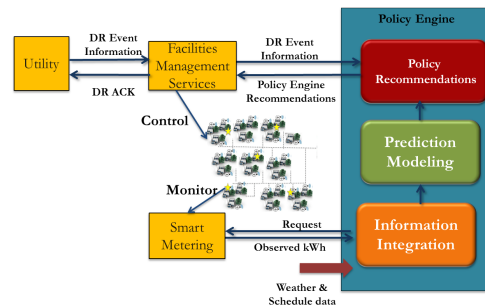 Policy Engine
DR Event
Information
Facilities
Management
Services
DR Event
Information
Policy
Recommendations
Utility
DR ACK
Policy Engine
Recommendations
Control
Prediction
Modeling
Monitor
Smart
Metering
Request
Observed kWh
Information
Integration
Weather &
Schedule data